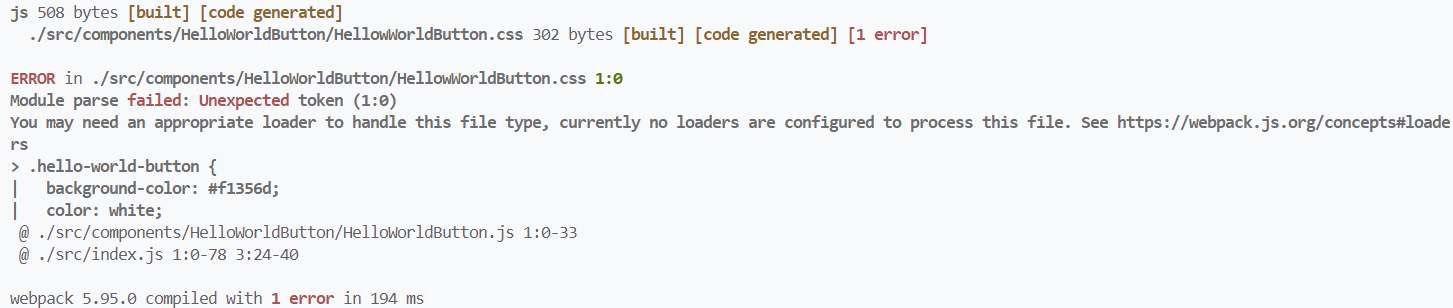 js 508 bytes [built] [code generated]
  ./src/components/HelloWorldButton/HellowWorldButton.css 302 bytes [built] [code generated] [1 error]

ERROR in ./src/components/HelloWorldButton/HellowWorldButton.css 1:0
Module parse failed: Unexpected token (1:0)
You may need an appropriate loader to handle this file type, currently no loaders are configured to process this file. See https://webpack.js.org/concepts#loade
rs
> .hello-world-button {
|   background-color: #f1356d;
|   color: white;
 @ ./src/components/HelloWorldButton/HelloWorldButton.js 1:0-33
 @ ./src/index.js 1:0-78 3:24-40

webpack 5.95.0 compiled with 1 error in 194 ms